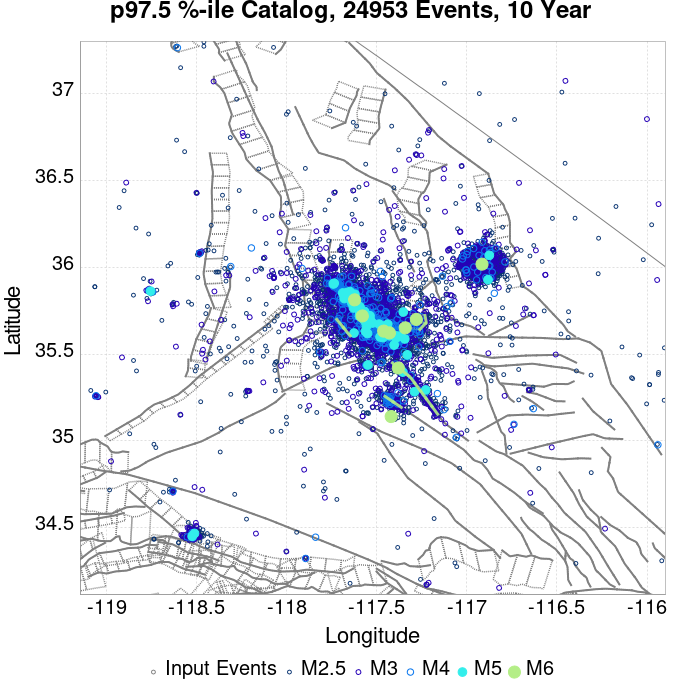 p97.5 %-ile Catalog, 24953 Events, 10 Year
37
36.5
36
35.5
35
34.5
Latitude
-119 -118.5 -118 -117.5 -117 -116.5 -116
Longitude
Input Events M2.5 M3 M4 M5 M6